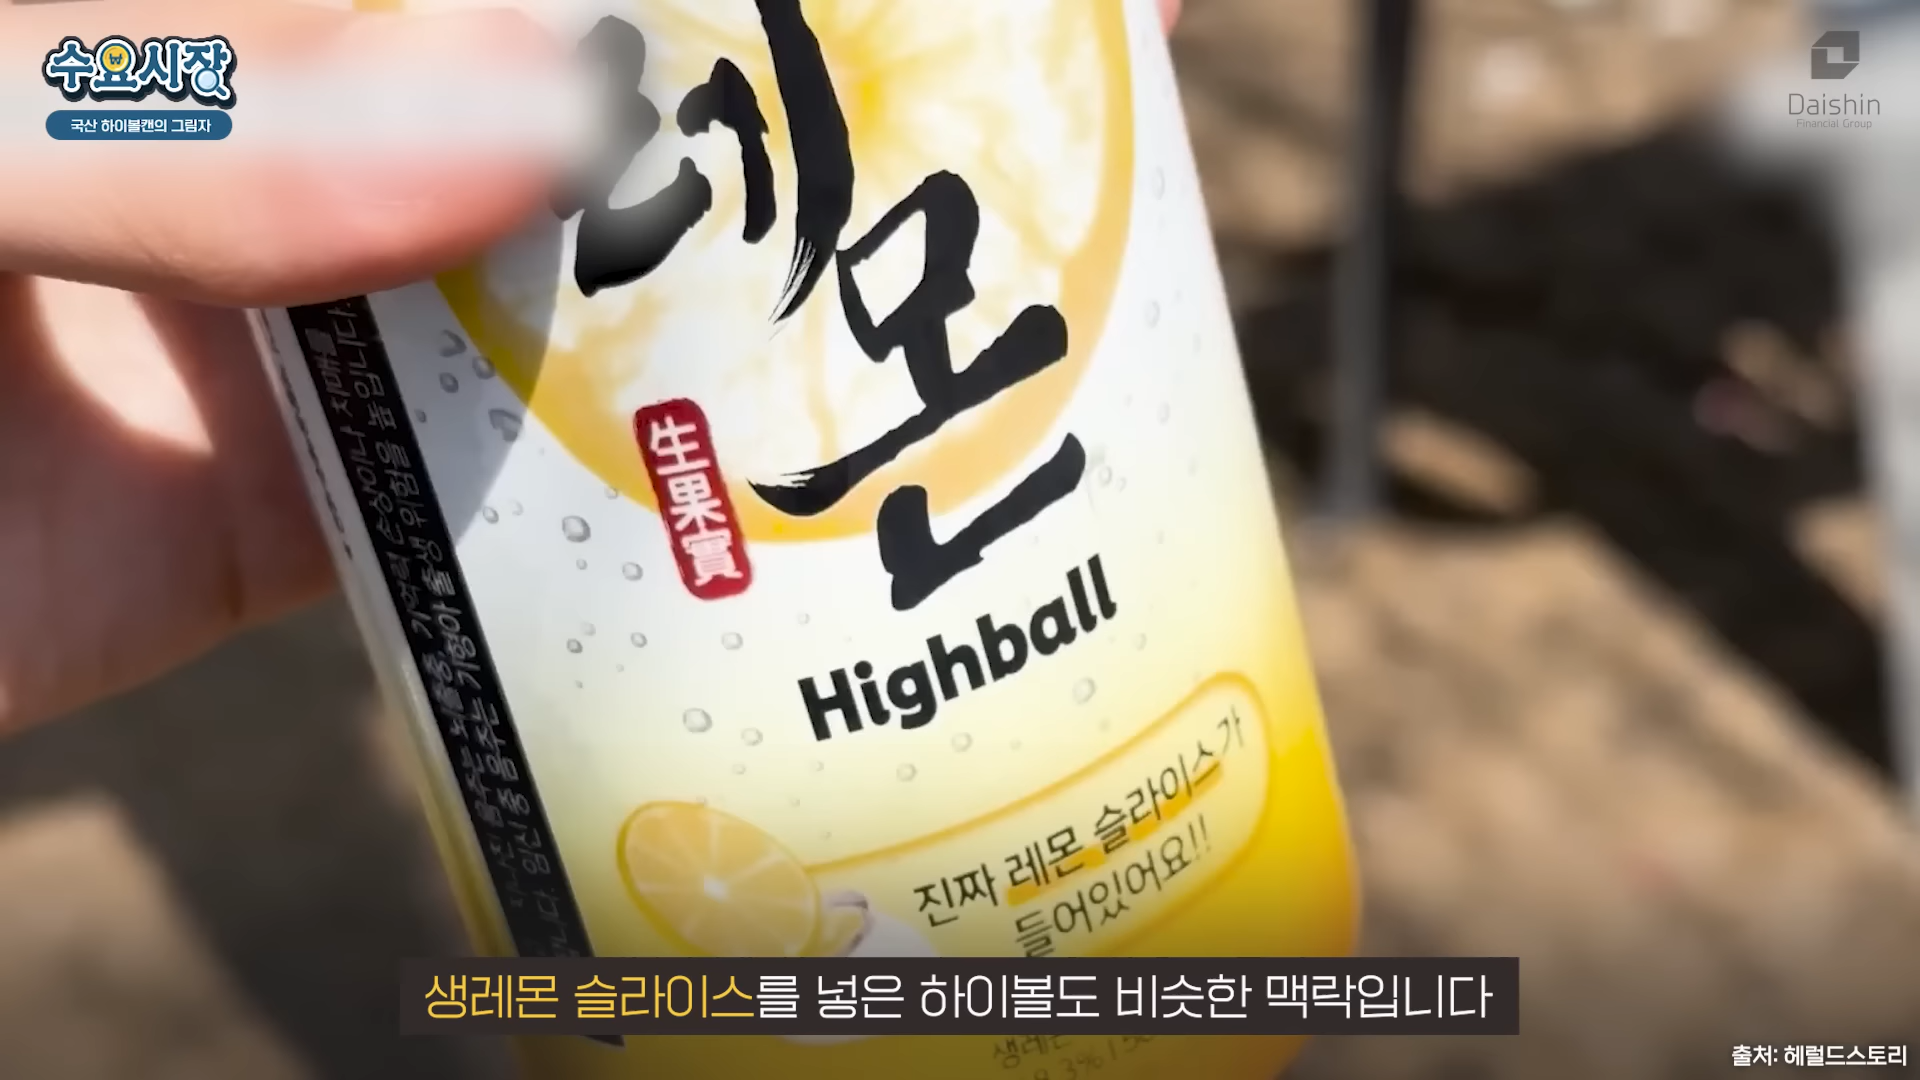 수요시장
국산 하이볼캔의 그림자
Daishin
Financial Group
레몬
生果實
Highball
진짜 레몬 슬라이스가
들어있어요!!
생레몬 슬라이스를 넣은 하이볼도 비슷한 맥락입니다
출처: 헤럴드스토리